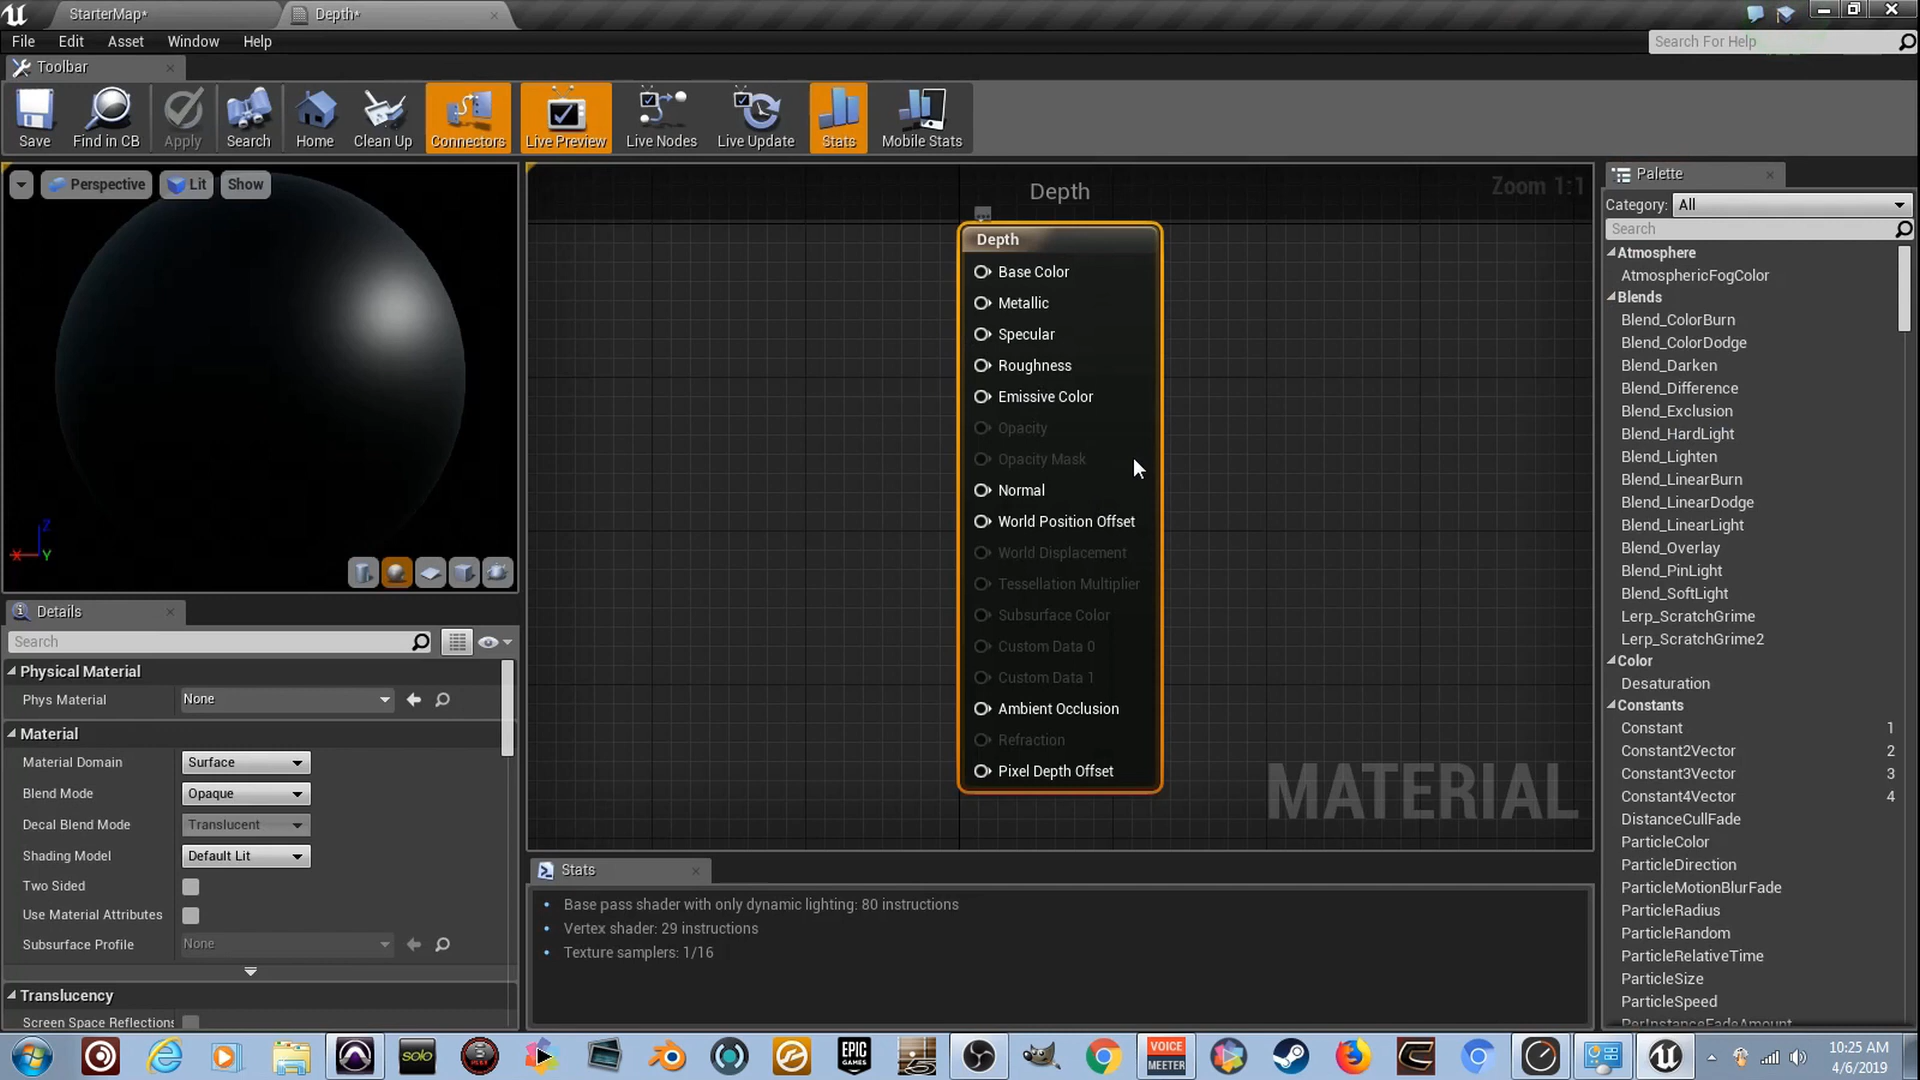 StarterMap*
Depth*
File Edit Asset Window Help
Search For Help
Toolbar
Save Find in CB Apply Search Home Clean Up Connectors Live Preview Live Nodes Live Update Stats Mobile Stats
Perspective Lit Show
Z
X Y
Details
Search
Physical Material
Phys Material None
Material
Material Domain Surface
Blend Mode Opaque
Decal Blend Mode Translucent
Shading Model Default Lit
Two Sided
Use Material Attributes
Subsurface Profile None
Translucency
Screen Space Reflections
Depth
Zoom 1:1
Depth
Base Color
Metallic
Specular
Roughness
Emissive Color
Opacity
Opacity Mask
Normal
World Position Offset
World Displacement
Tessellation Multiplier
Subsurface Color
Custom Data 0
Custom Data 1
Ambient Occlusion
Refraction
Pixel Depth Offset
MATERIAL
Stats
Base pass shader with only dynamic lighting: 80 instructions
Vertex shader: 29 instructions
Texture samplers: 1/16
Palette
Category: All
Search
Atmosphere
AtmosphericFogColor
Blends
Blend_ColorBurn
Blend_ColorDodge
Blend_Darken
Blend_Difference
Blend_Exclusion
Blend_HardLight
Blend_Lighten
Blend_LinearBurn
Blend_LinearDodge
Blend_LinearLight
Blend_Overlay
Blend_PinLight
Blend_SoftLight
Lerp_ScratchGrime
Lerp_ScratchGrime2
Color
Desaturation
Constants
Constant 1
Constant2Vector 2
Constant3Vector 3
Constant4Vector 4
DistanceCullFade
ParticleColor
ParticleDirection
ParticleMotionBlurFade
ParticleRadius
ParticleRandom
ParticleRelativeTime
ParticleSize
ParticleSpeed
PerInstanceFadeAmount
solo
EPIC
GAMES
VOICE
MEETER
10:25 AM
4/6/2019